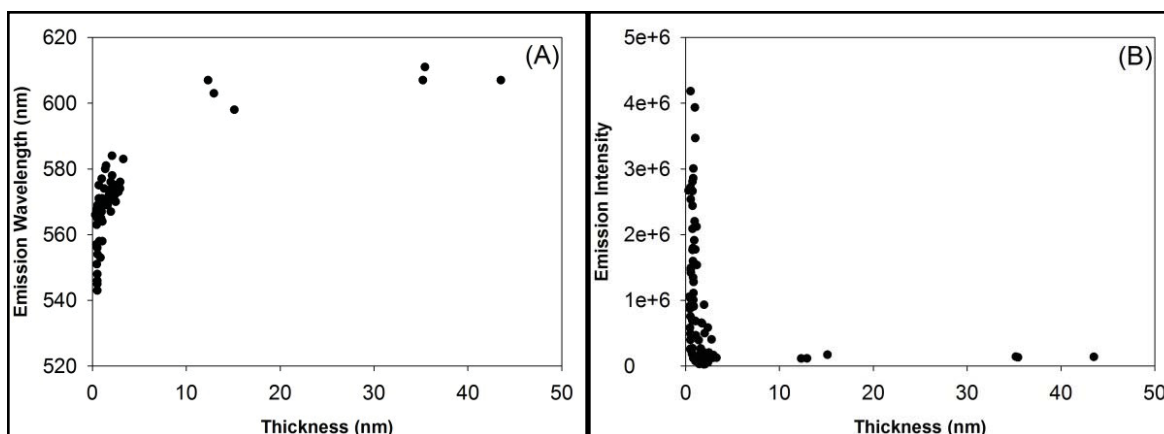 (A)
Emission Wavelength (nm)
620
600
580
560
540
520
0 10 20 30 40 50
Thickness (nm)
(B)
Emission Intensity
5e+6
4e+6
3e+6
2e+6
1e+6
0
0 10 20 30 40 50
Thickness (nm)